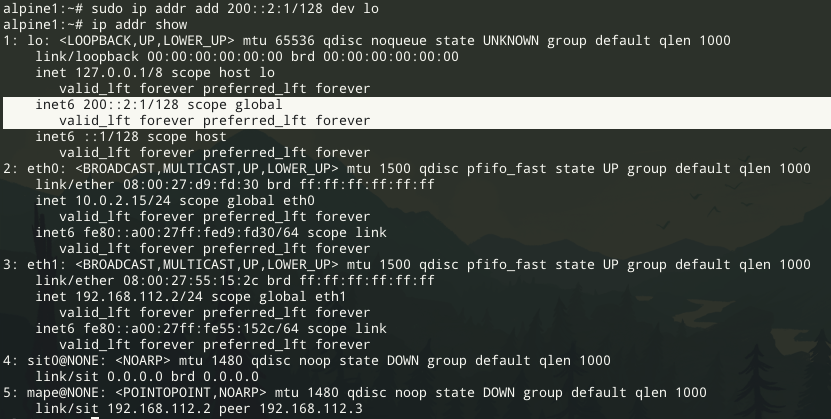 alpine1:~# sudo ip addr add 200::2:1/128 dev lo
alpine1:~# ip addr show
1: lo: <LOOPBACK,UP,LOWER_UP> mtu 65536 qdisc noqueue state UNKNOWN group default qlen 1000
    link/loopback 00:00:00:00:00:00 brd 00:00:00:00:00:00
    inet 127.0.0.1/8 scope host lo
       valid_lft forever preferred_lft forever
    inet6 200::2:1/128 scope global
       valid_lft forever preferred_lft forever
    inet6 ::1/128 scope host
       valid_lft forever preferred_lft forever
2: eth0: <BROADCAST,MULTICAST,UP,LOWER_UP> mtu 1500 qdisc pfifo_fast state UP group default qlen 1000
    link/ether 08:00:27:d9:fd:30 brd ff:ff:ff:ff:ff:ff
    inet 10.0.2.15/24 scope global eth0
       valid_lft forever preferred_lft forever
    inet6 fe80::a00:27ff:fed9:fd30/64 scope link
       valid_lft forever preferred_lft forever
3: eth1: <BROADCAST,MULTICAST,UP,LOWER_UP> mtu 1500 qdisc pfifo_fast state UP group default qlen 1000
    link/ether 08:00:27:55:15:2c brd ff:ff:ff:ff:ff:ff
    inet 192.168.112.2/24 scope global eth1
       valid_lft forever preferred_lft forever
    inet6 fe80::a00:27ff:fe55:152c/64 scope link
       valid_lft forever preferred_lft forever
4: sit0@NONE: <NOARP> mtu 1480 qdisc noop state DOWN group default qlen 1000
    link/sit 0.0.0.0 brd 0.0.0.0
5: mape@NONE: <POINTOPOINT,NOARP> mtu 1480 qdisc noop state DOWN group default qlen 1000
    link/sit 192.168.112.2 peer 192.168.112.3